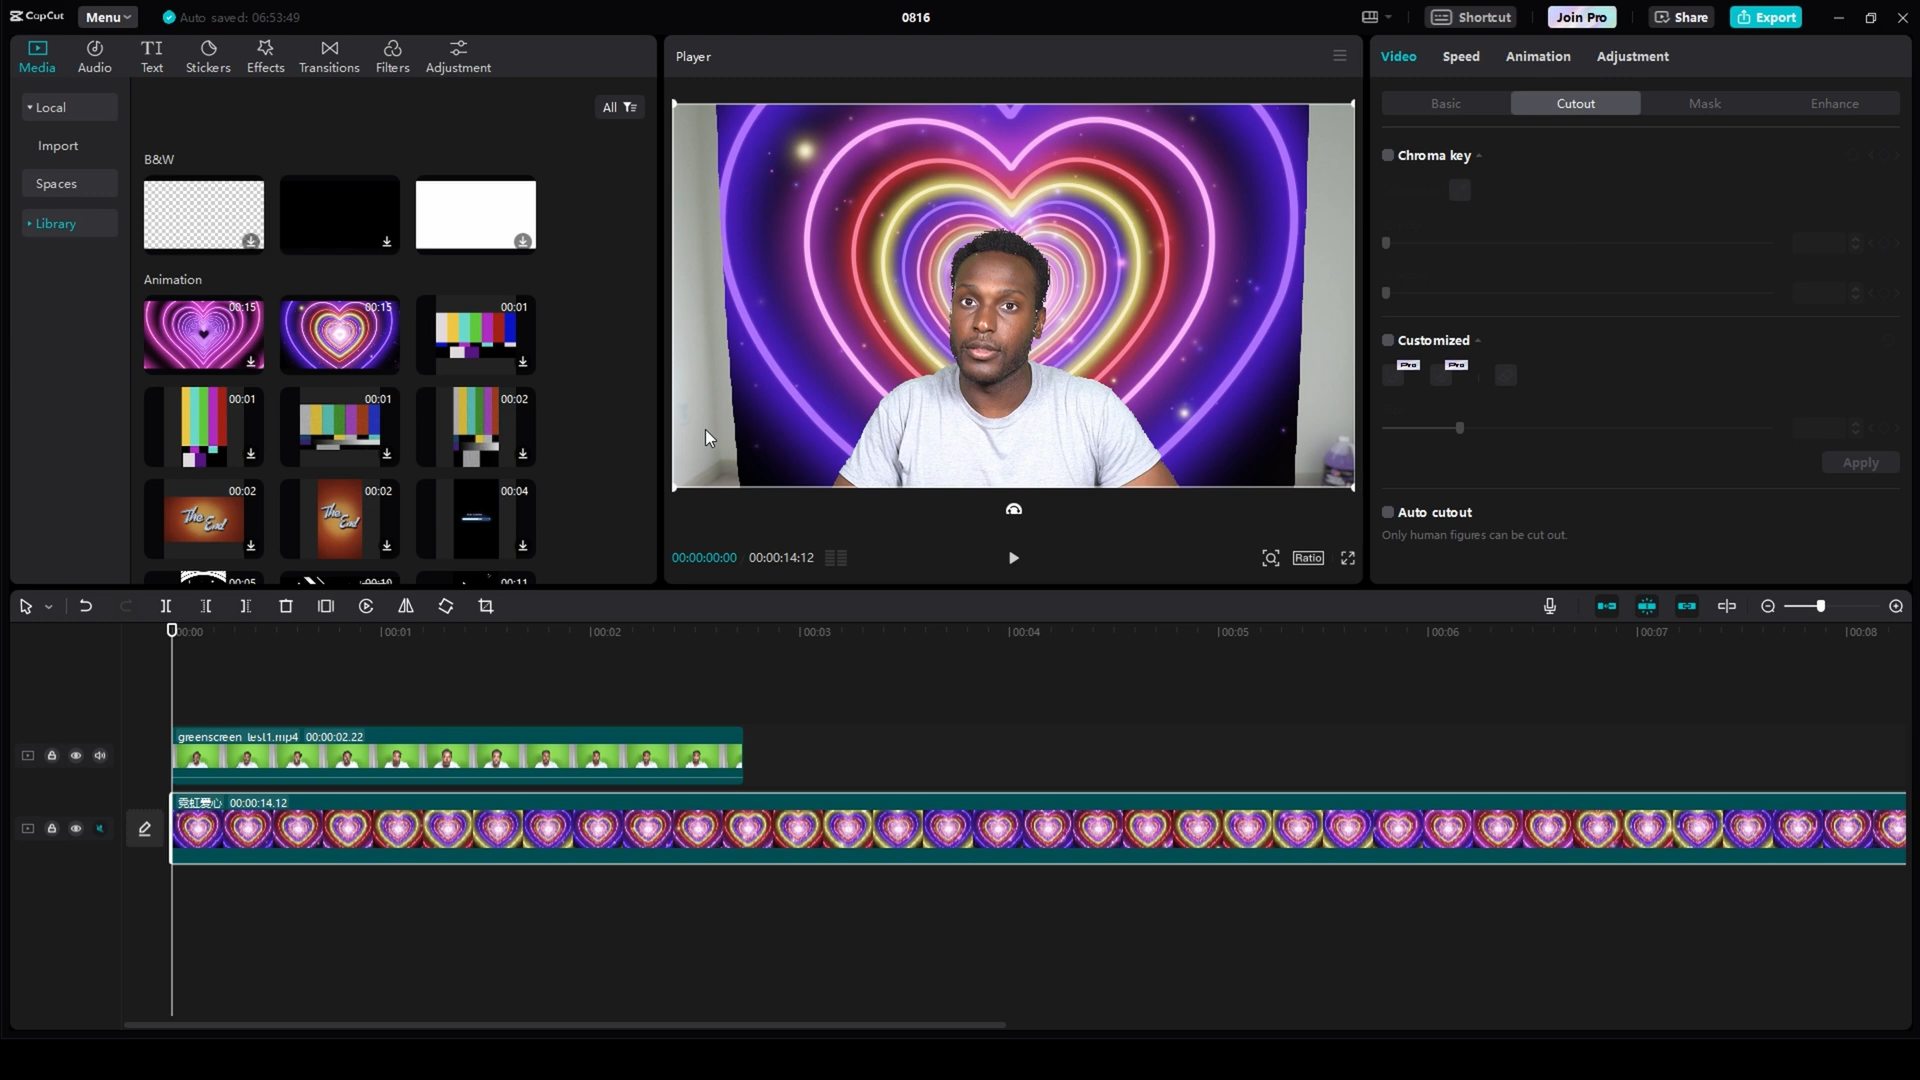 CapCut
Menu
Auto saved: 06:53:49
0816
Shortcut
Join Pro
Share
Export
Media
Audio
TI
Text
Stickers
Effects
Transitions
Filters
Adjustment
Local
Import
Spaces
Library
All
B&W
Animation
00:15
00:15
00:01
00:01
00:01
00:02
00:02
The End
00:02
The End
00:04
00:05
00:10
00:11
Player
00:00:00:00
00:00:14:12
Ratio
Video
Speed
Animation
Adjustment
Basic
Cutout
Mask
Enhance
Chroma key
Customized
Pro
Pro
Apply
Auto cutout
Only human figures can be cut out.
00:00
00:01
00:02
00:03
00:04
00:05
00:06
00:07
00:08
greenscreen_test1.mp4 00:00:02.22
霓虹爱心 00:00:14.12